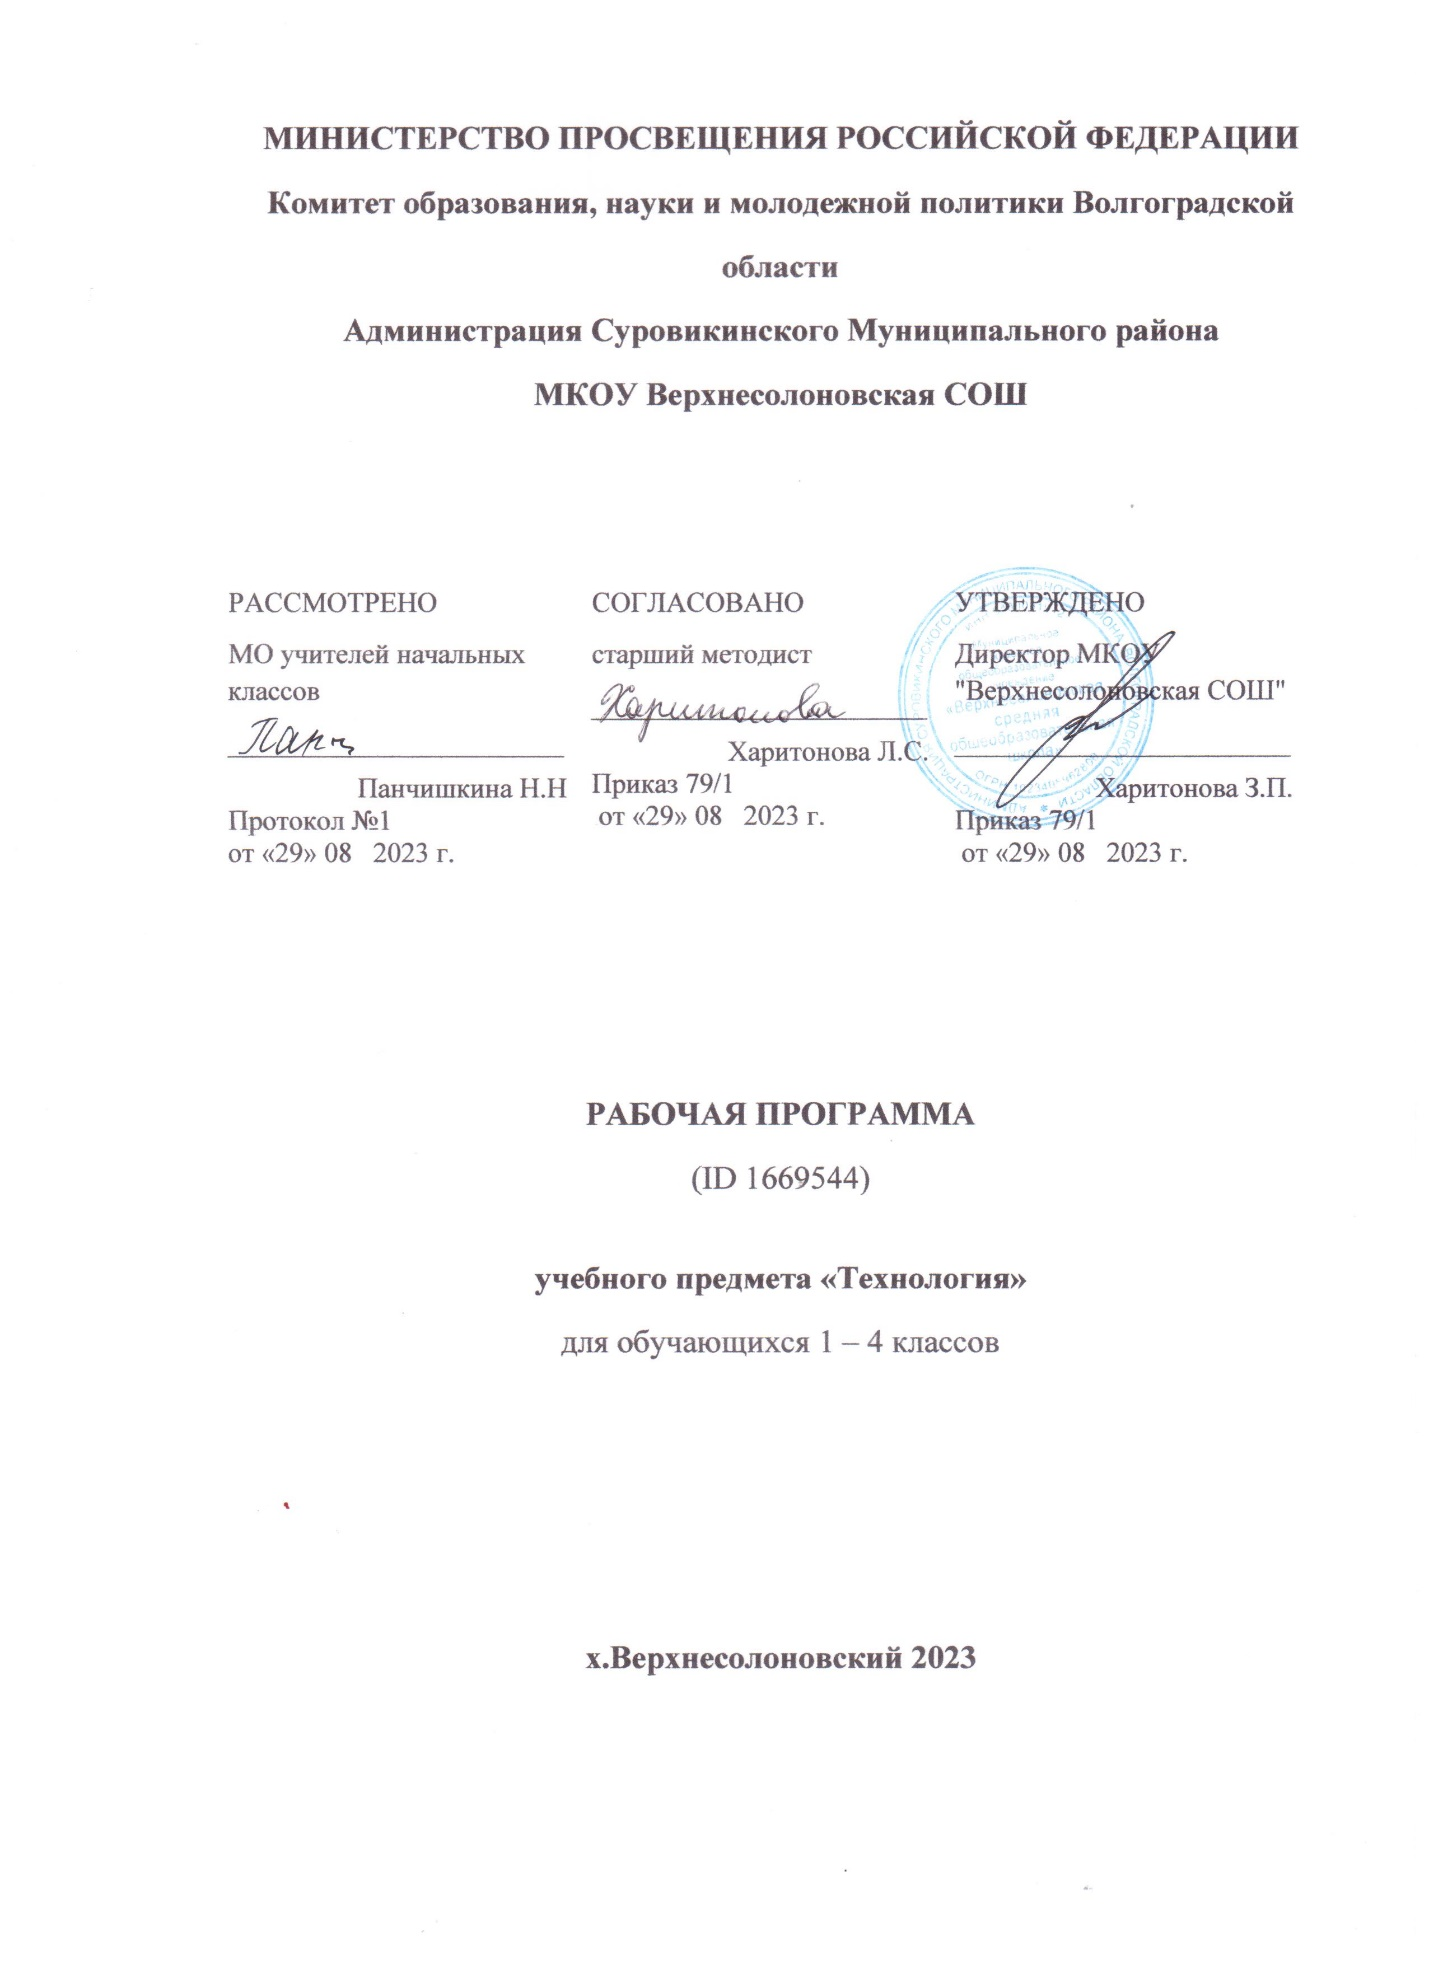 МИНИСТЕРСТВО ПРОСВЕЩЕНИЯ РОССИЙСКОЙ ФЕДЕРАЦИИ
Комитет образования, науки и молодежной политики Волгоградской
области
Администрация Суровикинского Муниципального района
МКОУ Верхнесолоновская СОШ
РАССМОТРЕНО
МО учителей начальных
классов
Панчишкина Н.Н
Протокол №1
от «29» 08 2023 г.
СОГЛАСОВАНО
старший методист
Харитонова
Харитонова Л.С.
Приказ 79/1
от «29» 08 2023 г.
УТВЕРЖДЕНО
Директор МКОУ
"Верхнесолоновская СОШ"
Харитонова З.П.
Приказ 79/1
от «29» 08 2023 г.
средная
РАБОЧАЯ ПРОГРАММА
(ID 1669544)
учебного предмета «Технология»
для обучающихся 1 – 4 классов
х.Верхнесолоновский 2023